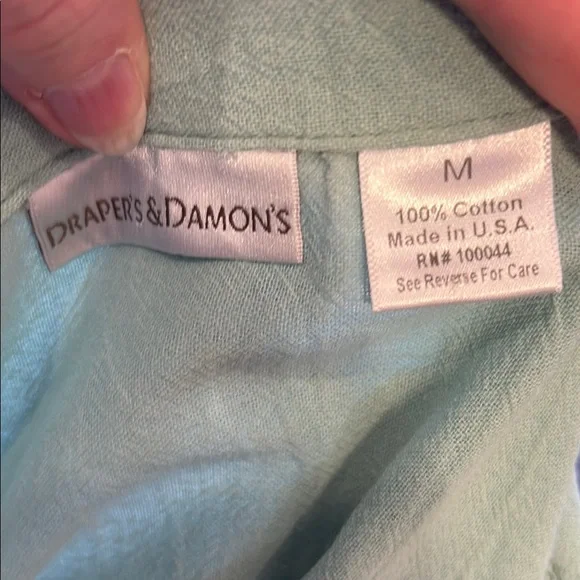 DRAPER'S & DAMON'S
M
100% Cotton
Made in U.S.A.
RN# 100044
See Reverse For Care